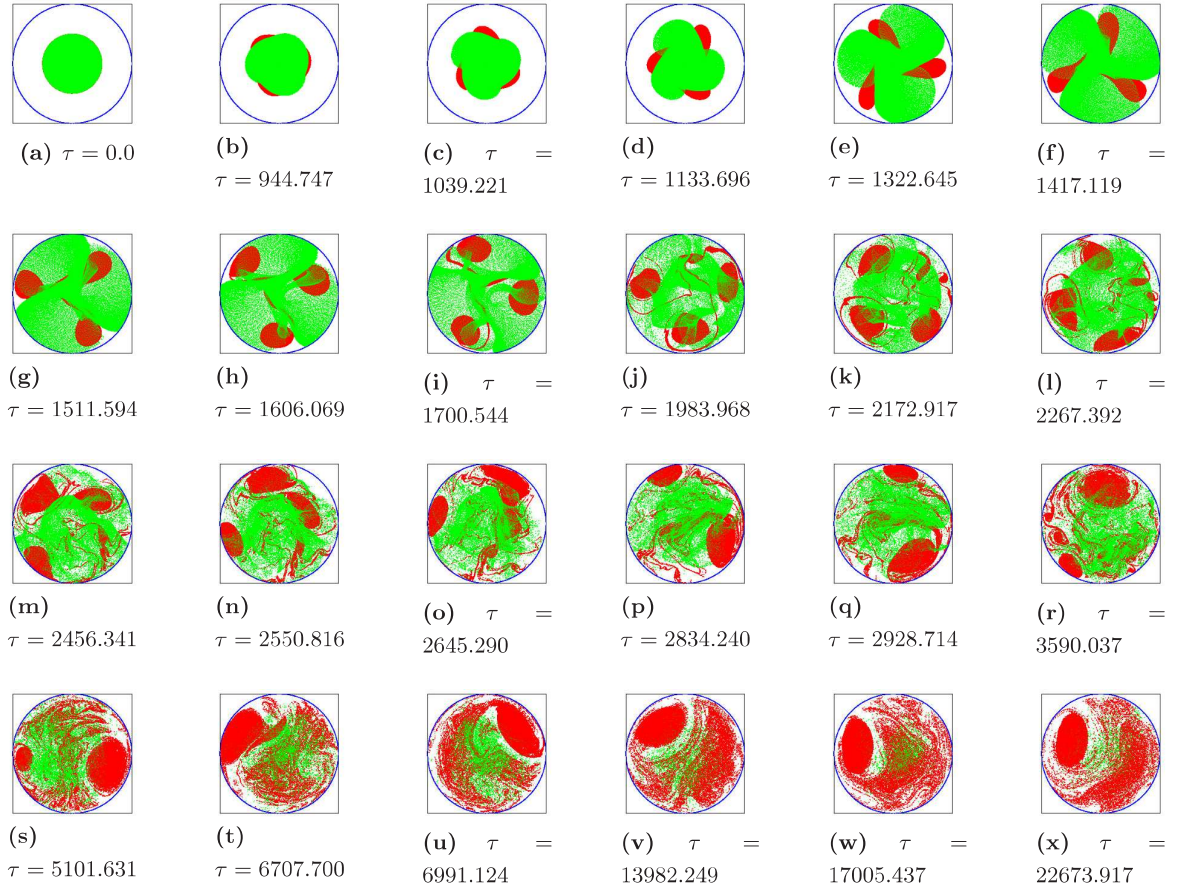 (a) τ = 0.0
(b)
τ = 944.747
(c) τ =
1039.221
(d)
τ = 1133.696
(e)
τ = 1322.645
(f) τ =
1417.119
(g)
τ = 1511.594
(h)
τ = 1606.069
(i) τ =
1700.544
(j)
τ = 1983.968
(k)
τ = 2172.917
(l) τ =
2267.392
(m)
τ = 2456.341
(n)
τ = 2550.816
(o) τ =
2645.290
(p)
τ = 2834.240
(q)
τ = 2928.714
(r) τ =
3590.037
(s)
τ = 5101.631
(t)
τ = 6707.700
(u) τ =
6991.124
(v) τ =
13982.249
(w) τ =
17005.437
(x) τ =
22673.917